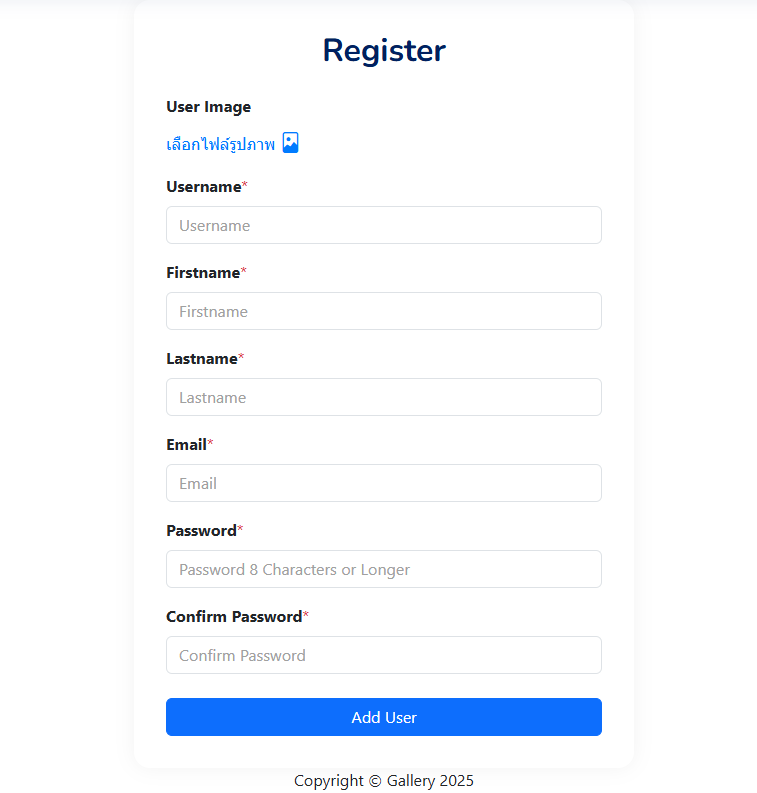 Register
User Image
เลือกไฟล์รูปภาพ
Username*
Username
Firstname*
Firstname
Lastname*
Lastname
Email*
Email
Password*
Password 8 Characters or Longer
Confirm Password*
Confirm Password
Add User
Copyright © Gallery 2025